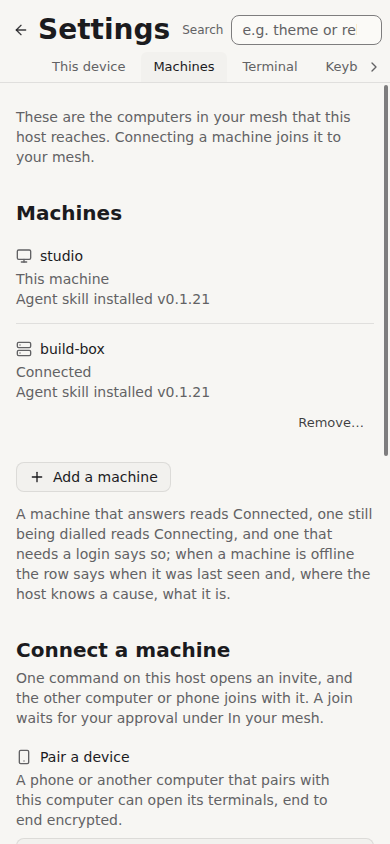 Settings
Search
e.g. theme or re
This device
Machines
Terminal
Keyb
These are the computers in your mesh that this
host reaches. Connecting a machine joins it to
your mesh.
Machines
studio
This machine
Agent skill installed v0.1.21
build-box
Connected
Agent skill installed v0.1.21
Remove…
Add a machine
A machine that answers reads Connected, one still
being dialled reads Connecting, and one that
needs a login says so; when a machine is offline
the row says when it was last seen and, where the
host knows a cause, what it is.
Connect a machine
One command on this host opens an invite, and
the other computer or phone joins with it. A join
waits for your approval under In your mesh.
Pair a device
A phone or another computer that pairs with
this computer can open its terminals, end to
end encrypted.